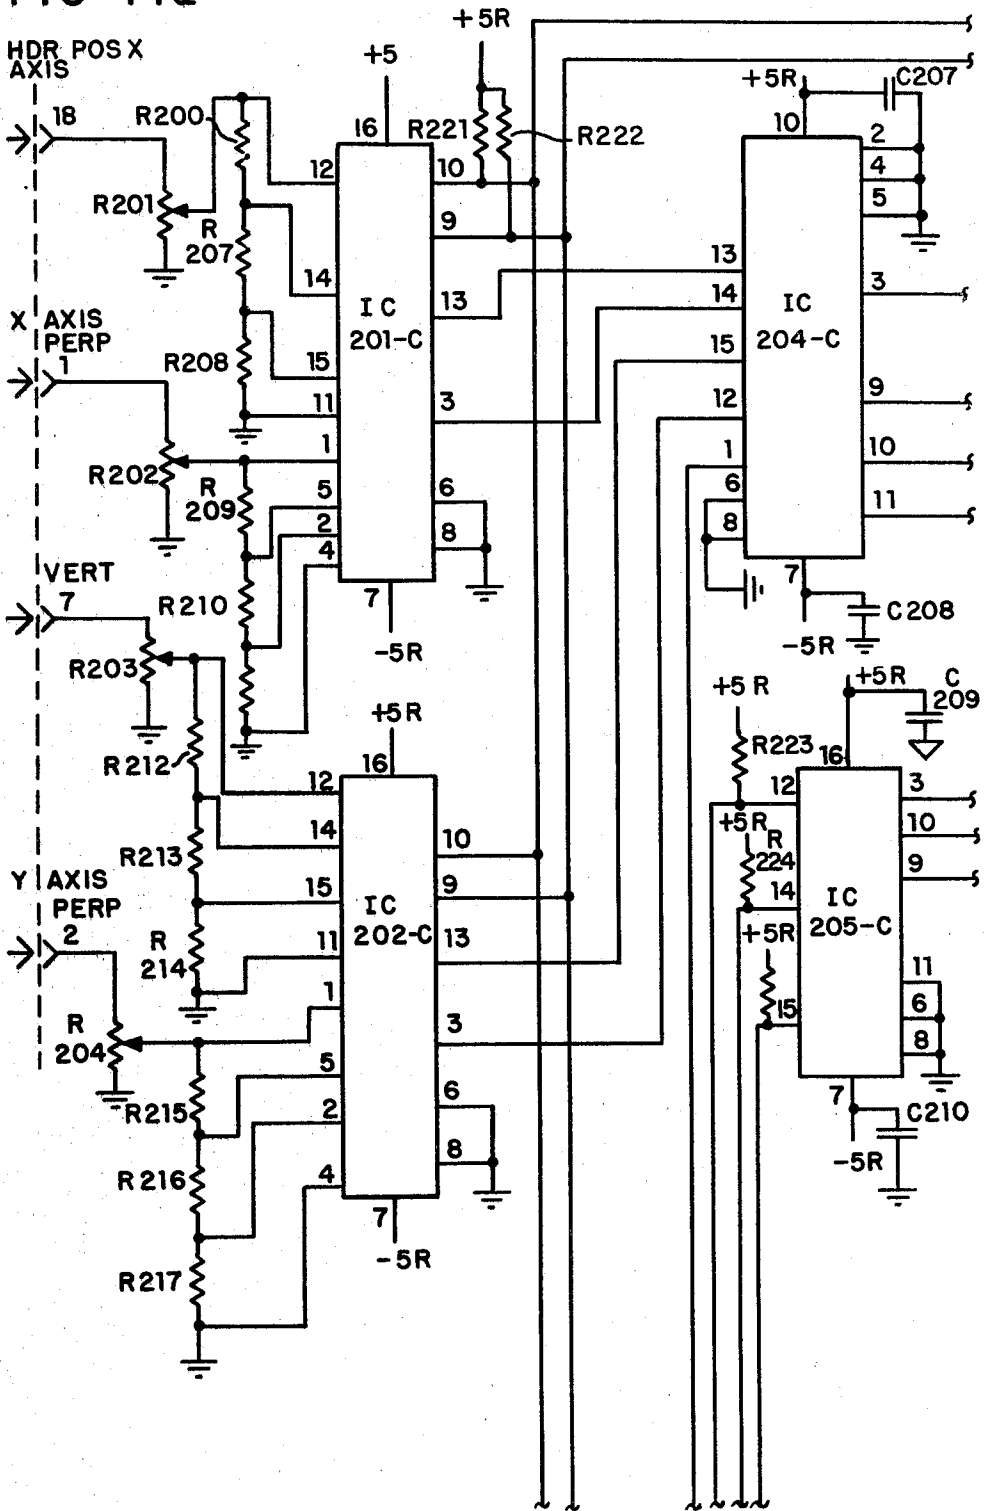 +5R
HDR POS X
AXIS
18
R200
R201
R
207
R208
X AXIS
PERP
1
R202
R
209
R210
VERT
7
R203
R212
R213
Y AXIS
PERP
2
R
214
R
204
R215
R216
R217
+5
16
12
14
15
11
1
5
2
4
IC
201-C
10
9
13
3
6
8
7
-5R
R221
R222
+5R
16
12
14
15
11
1
5
2
4
IC
202-C
10
9
13
3
6
8
7
-5R
+5R
C207
10
2
4
5
3
9
10
11
13
14
15
12
1
6
8
IC
204-C
7
-5R
C208
+5R
R223
+5R
C
209
16
12
+5R
R
224
14
+5R
15
IC
205-C
3
10
9
11
6
8
7
-5R
C210